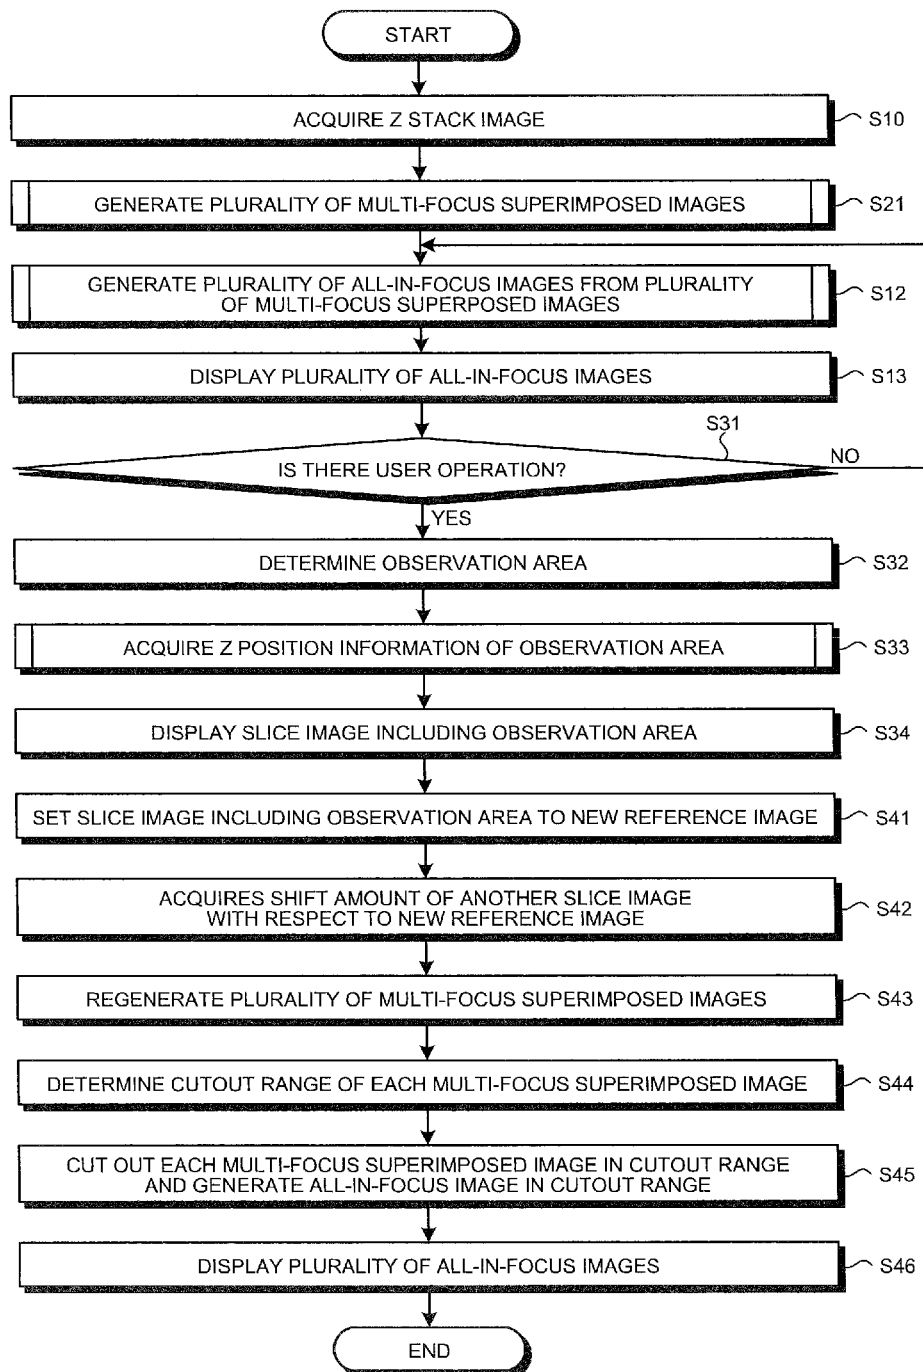 START
ACQUIRE Z STACK IMAGE
S10
GENERATE PLURALITY OF MULTI-FOCUS SUPERIMPOSED IMAGES
S21
GENERATE PLURALITY OF ALL-IN-FOCUS IMAGES FROM PLURALITY
OF MULTI-FOCUS SUPERPOSED IMAGES
S12
DISPLAY PLURALITY OF ALL-IN-FOCUS IMAGES
S13
S31
IS THERE USER OPERATION?
NO
YES
DETERMINE OBSERVATION AREA
S32
ACQUIRE Z POSITION INFORMATION OF OBSERVATION AREA
S33
DISPLAY SLICE IMAGE INCLUDING OBSERVATION AREA
S34
SET SLICE IMAGE INCLUDING OBSERVATION AREA TO NEW REFERENCE IMAGE
S41
ACQUIRES SHIFT AMOUNT OF ANOTHER SLICE IMAGE
WITH RESPECT TO NEW REFERENCE IMAGE
S42
REGENERATE PLURALITY OF MULTI-FOCUS SUPERIMPOSED IMAGES
S43
DETERMINE CUTOUT RANGE OF EACH MULTI-FOCUS SUPERIMPOSED IMAGE
S44
CUT OUT EACH MULTI-FOCUS SUPERIMPOSED IMAGE IN CUTOUT RANGE
AND GENERATE ALL-IN-FOCUS IMAGE IN CUTOUT RANGE
S45
DISPLAY PLURALITY OF ALL-IN-FOCUS IMAGES
S46
END